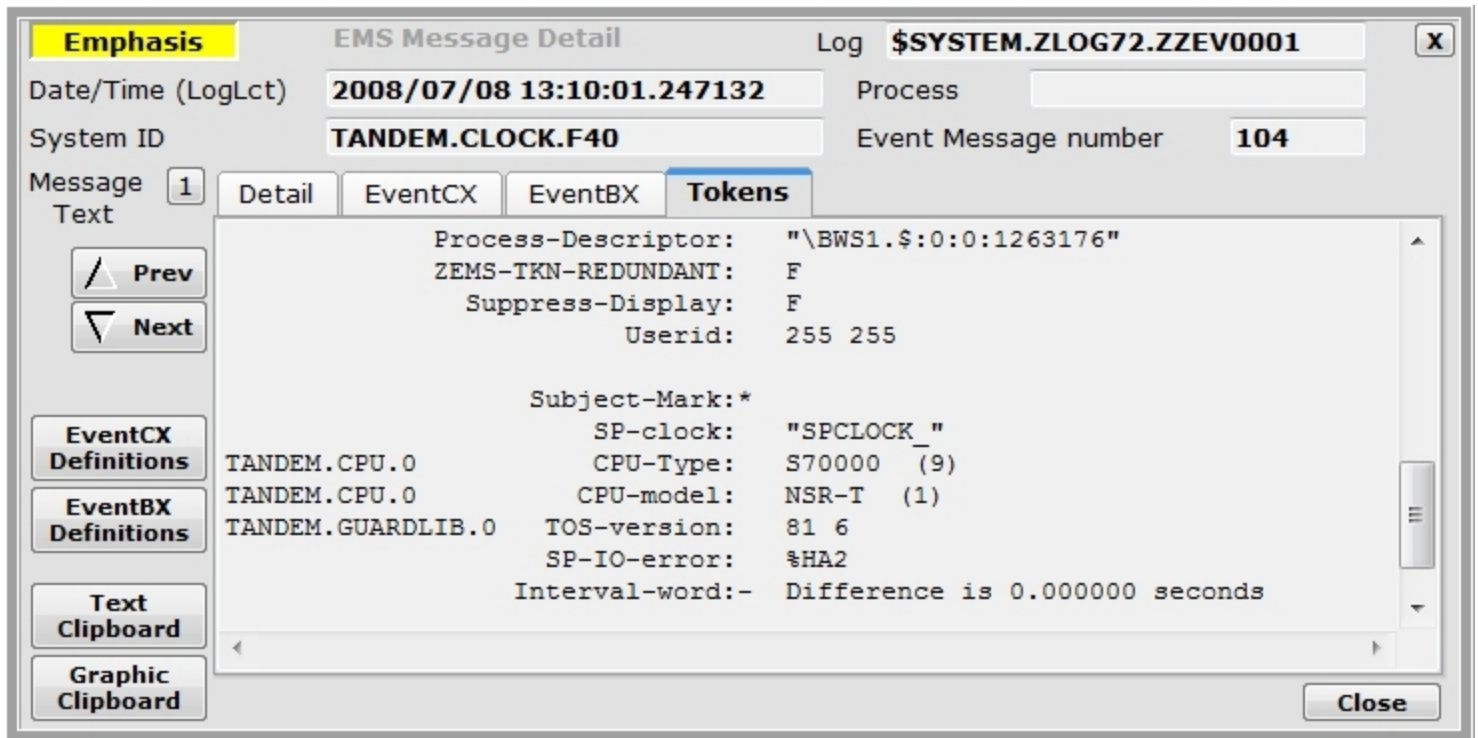 Emphasis EMS Message Detail Log $SYSTEM.ZLOG72.ZZEV0001 X
Date/Time (LogLct) 2008/07/08 13:10:01.247132 Process
System ID TANDEM.CLOCK.F40 Event Message number 104
Message Text 1 Detail EventCX EventBX Tokens
Process-Descriptor: "\BWS1.$:0:0:1263176"
Prev ZEMS-TKN-REDUNDANT: F
Suppress-Display: F
Next Userid: 255 255
Subject-Mark:*
EventCX Definitions SP-clock: "SPCLOCK_"
TANDEM.CPU.0 CPU-Type: S70000 (9)
TANDEM.CPU.0 CPU-model: NSR-T (1)
EventBX Definitions TANDEM.GUARDLIB.0 TOS-version: 81 6
SP-IO-error: %HA2
Interval-word:- Difference is 0.000000 seconds
Text Clipboard
Graphic Clipboard
Close